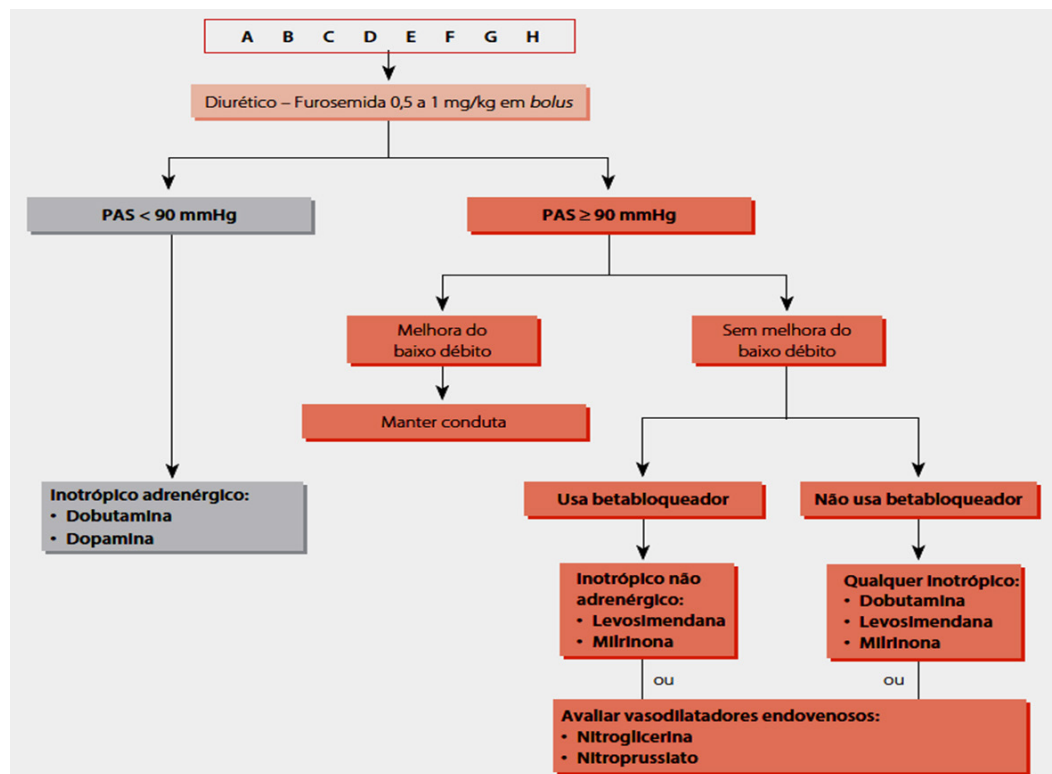 A B C D E F G H
Diurético – Furosemida 0,5 a 1 mg/kg em bolus
PAS < 90 mmHg
PAS ≥ 90 mmHg
Melhora do
baixo débito
Sem melhora do
baixo débito
Manter conduta
Inotrópico adrenérgico:
• Dobutamina
• Dopamina
Usa betabloqueador
Não usa betabloqueador
Inotrópico não
adrenérgico:
• Levosimendana
• Milrinona
Qualquer inotrópico:
• Dobutamina
• Levosimendana
• Milrinona
ou
ou
Avaliar vasodilatadores endovenosos:
• Nitroglicerina
• Nitroprussiato